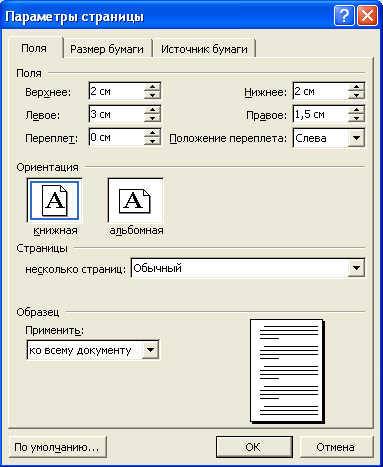 Параметры страницы
Поля Размер бумаги Источник бумаги
Поля
Верхнее: 2 см Нижнее: 2 см
Левое: 3 см Правое: 1,5 см
Переплет: 0 см Положение переплета: Слева
Ориентация
A A
книжная альбомная
Страницы
несколько страниц: Обычный
Образец
Применить:
ко всему документу
По умолчанию... ОК Отмена